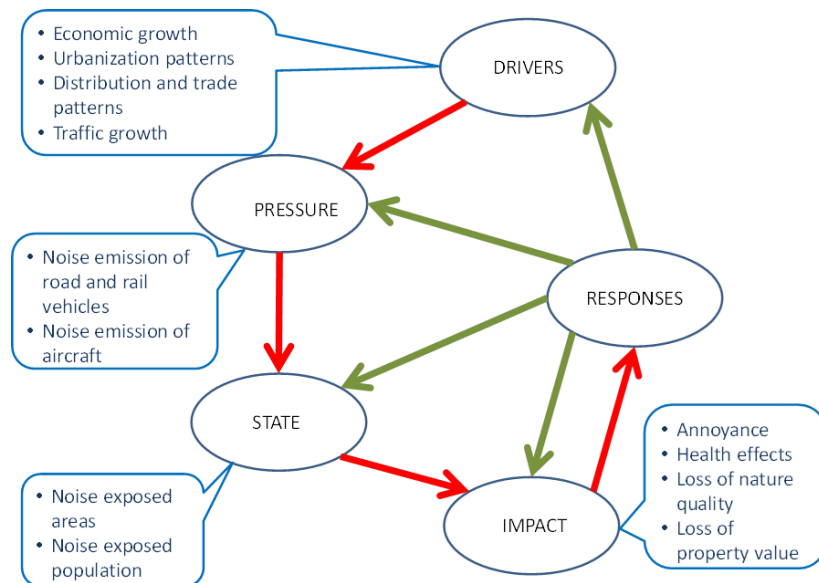 • Economic growth
• Urbanization patterns
• Distribution and trade
patterns
• Traffic growth
DRIVERS
PRESSURE
• Noise emission of
road and rail
vehicles
• Noise emission of
aircraft
RESPONSES
STATE
• Annoyance
• Health effects
• Loss of nature
quality
• Loss of
property value
• Noise exposed
areas
• Noise exposed
population
IMPACT